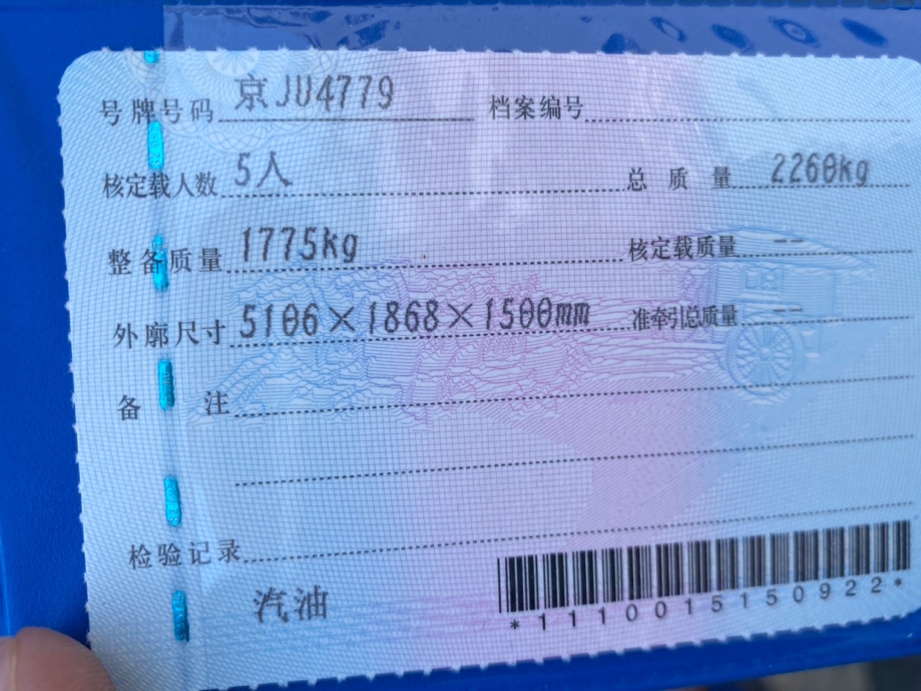 号牌号码 京JU4779 档案编号
核定载人数 5人 总质量 2260kg
整备质量 1775kg 核定载质量 --
外廓尺寸 5106×1868×1500mm 准牵引总质量 --
备注
检验记录
汽油
*1110015150922*